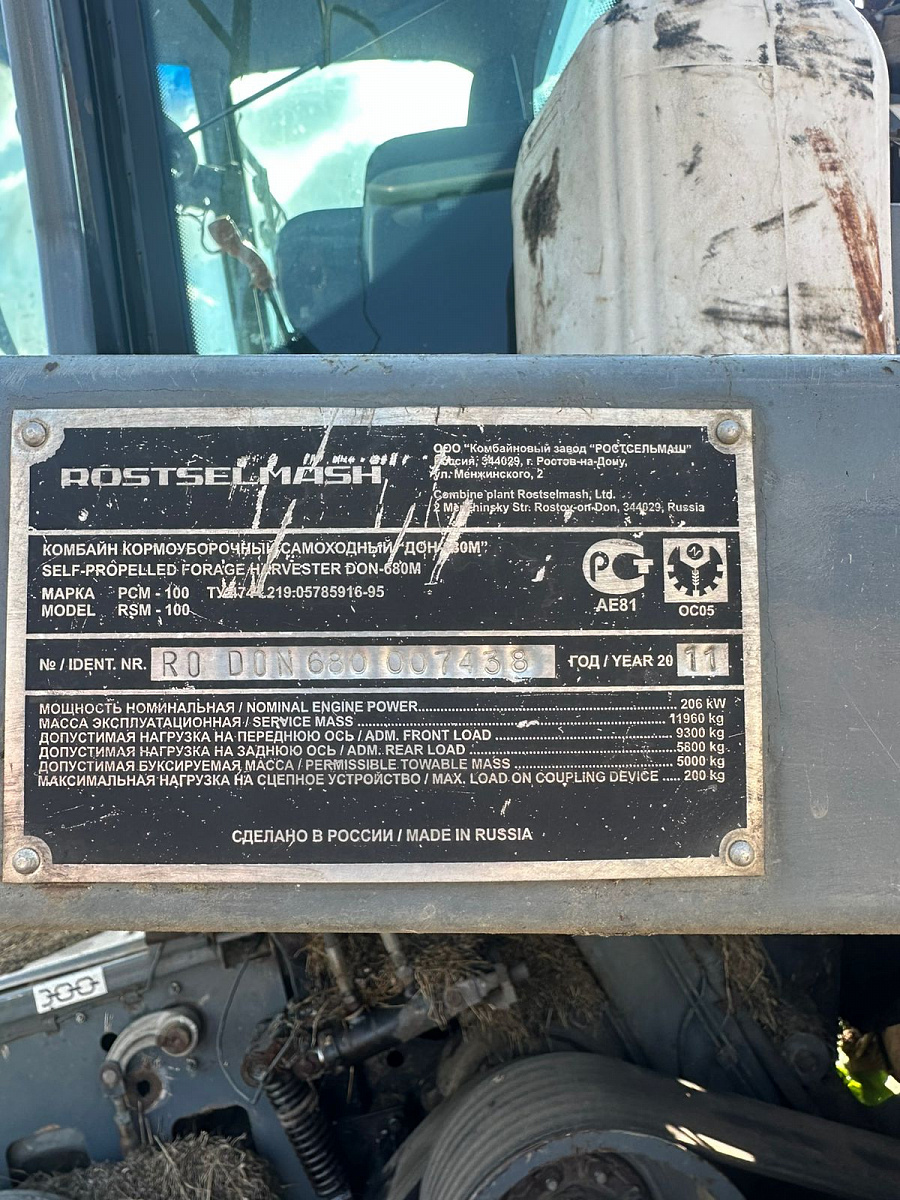 ROSTSELMASH
ООО "Комбайновый завод "РОСТСЕЛЬМАШ"
Россия, 344029, г. Ростов-на-Дону,
ул. Менжинского, 2
Combine plant Rostselmash, Ltd.
2 Menzhinsky Str. Rostov-on-Don, 344029, Russia
КОМБАЙН КОРМОУБОРОЧНЫЙ САМОХОДНЫЙ "ДОН-680М"
SELF-PROPELLED FORAGE HARVESTER DON-680M
МАРКА РСМ - 100
MODEL RSM - 100
РСТ
АЕ81
ОС05
№ / IDENT. NR. R0 DON 680 007438 ГОД / YEAR 20 11
МОЩНОСТЬ НОМИНАЛЬНАЯ / NOMINAL ENGINE POWER 206 kW
МАССА ЭКСПЛУАТАЦИОННАЯ / SERVICE MASS 11960 kg
ДОПУСТИМАЯ НАГРУЗКА НА ПЕРЕДНЮЮ ОСЬ / ADM. FRONT LOAD 9300 kg
ДОПУСТИМАЯ НАГРУЗКА НА ЗАДНЮЮ ОСЬ / ADM. REAR LOAD 5800 kg
ДОПУСТИМАЯ БУКСИРУЕМАЯ МАССА / PERMISSIBLE TOWABLE MASS 5000 kg
МАКСИМАЛЬНАЯ НАГРУЗКА НА СЦЕПНОЕ УСТРОЙСТВО / MAX. LOAD ON COUPLING DEVICE 200 kg
СДЕЛАНО В РОССИИ / MADE IN RUSSIA